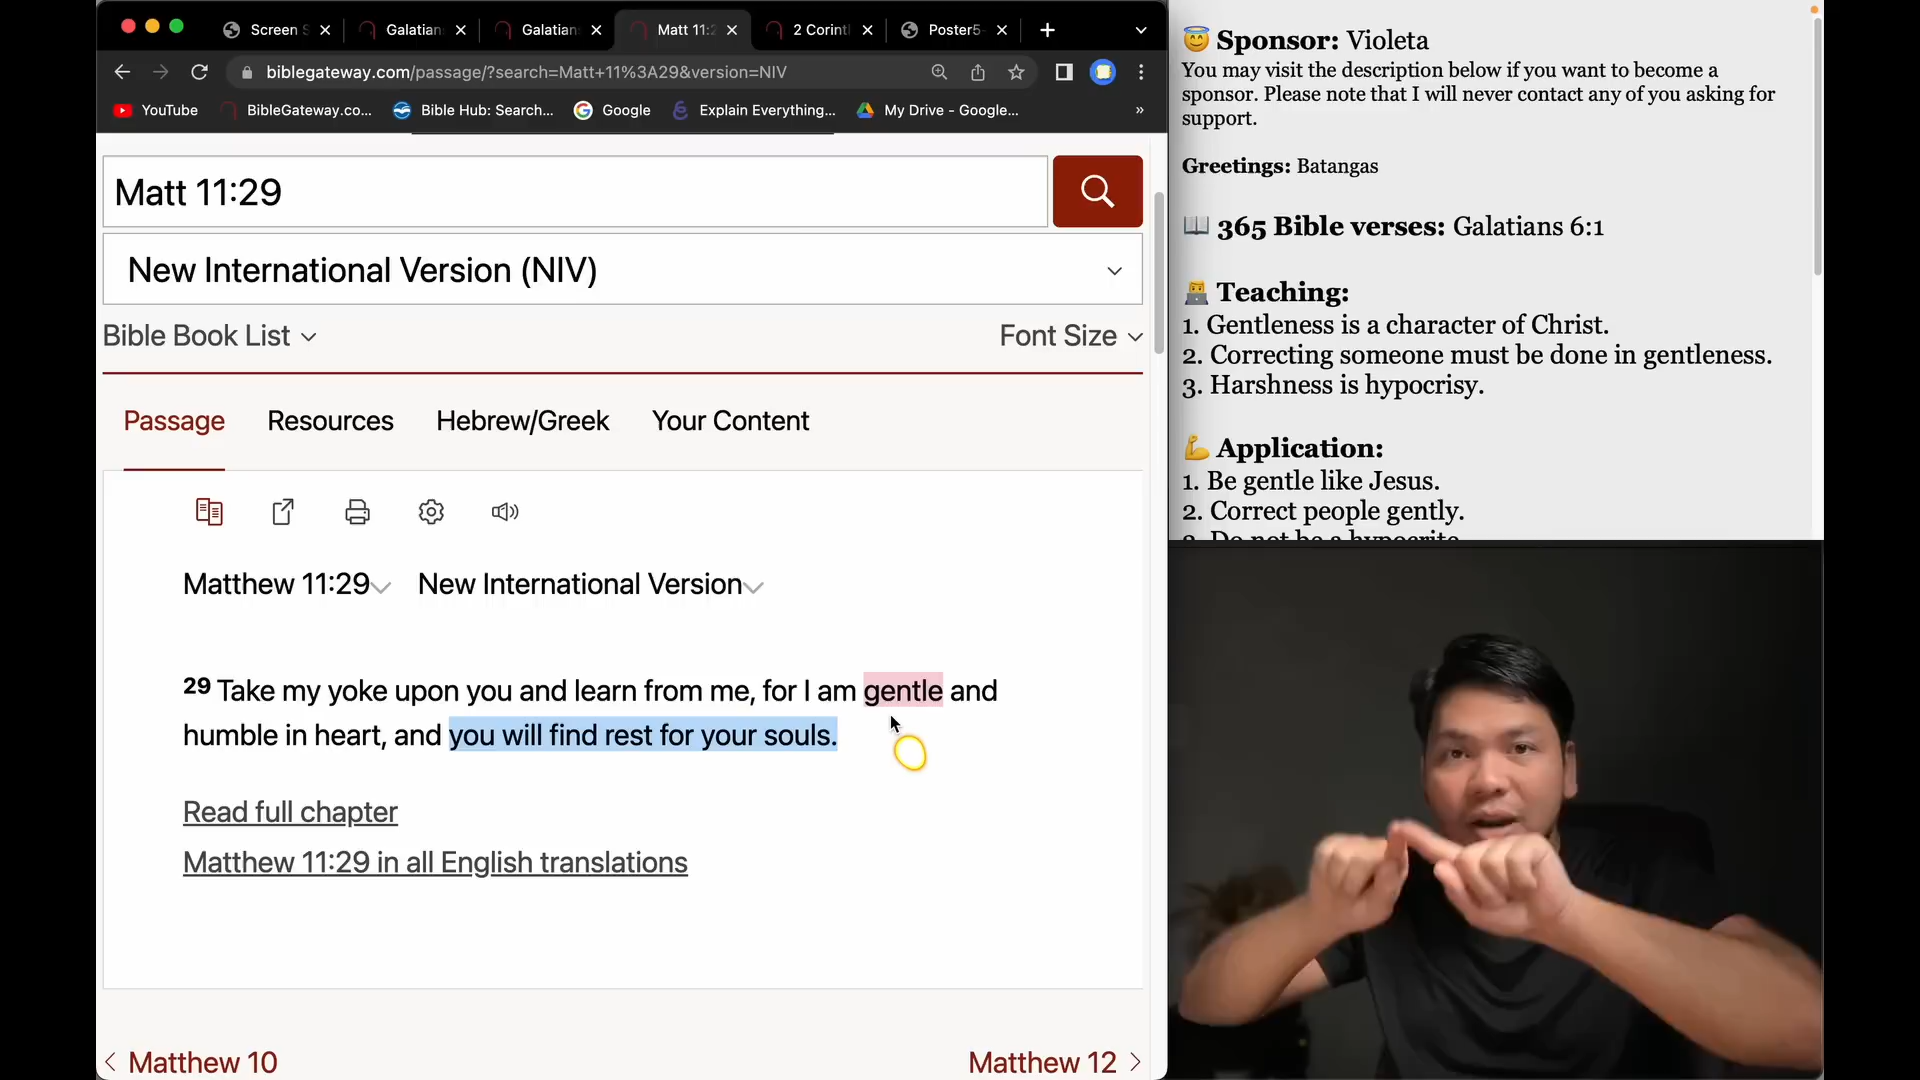 Screen S
Galatian
Galatian
Matt 11:2
2 Corint
Poster5-
biblegateway.com/passage/?search=Matt+11%3A29&version=NIV
YouTube
BibleGateway.co...
Bible Hub: Search...
Google
Explain Everything...
My Drive - Google...
»
Matt 11:29
New International Version (NIV)
Bible Book List
Font Size
Passage
Resources
Hebrew/Greek
Your Content
Matthew 11:29
New International Version
29 Take my yoke upon you and learn from me, for I am gentle and
humble in heart, and you will find rest for your souls.
Read full chapter
Matthew 11:29 in all English translations
Matthew 10
Matthew 12
Sponsor: Violeta
You may visit the description below if you want to become a
sponsor. Please note that I will never contact any of you asking for
support.
Greetings: Batangas
365 Bible verses: Galatians 6:1
Teaching:
1. Gentleness is a character of Christ.
2. Correcting someone must be done in gentleness.
3. Harshness is hypocrisy.
Application:
1. Be gentle like Jesus.
2. Correct people gently.
3. Do not be a hypocrite